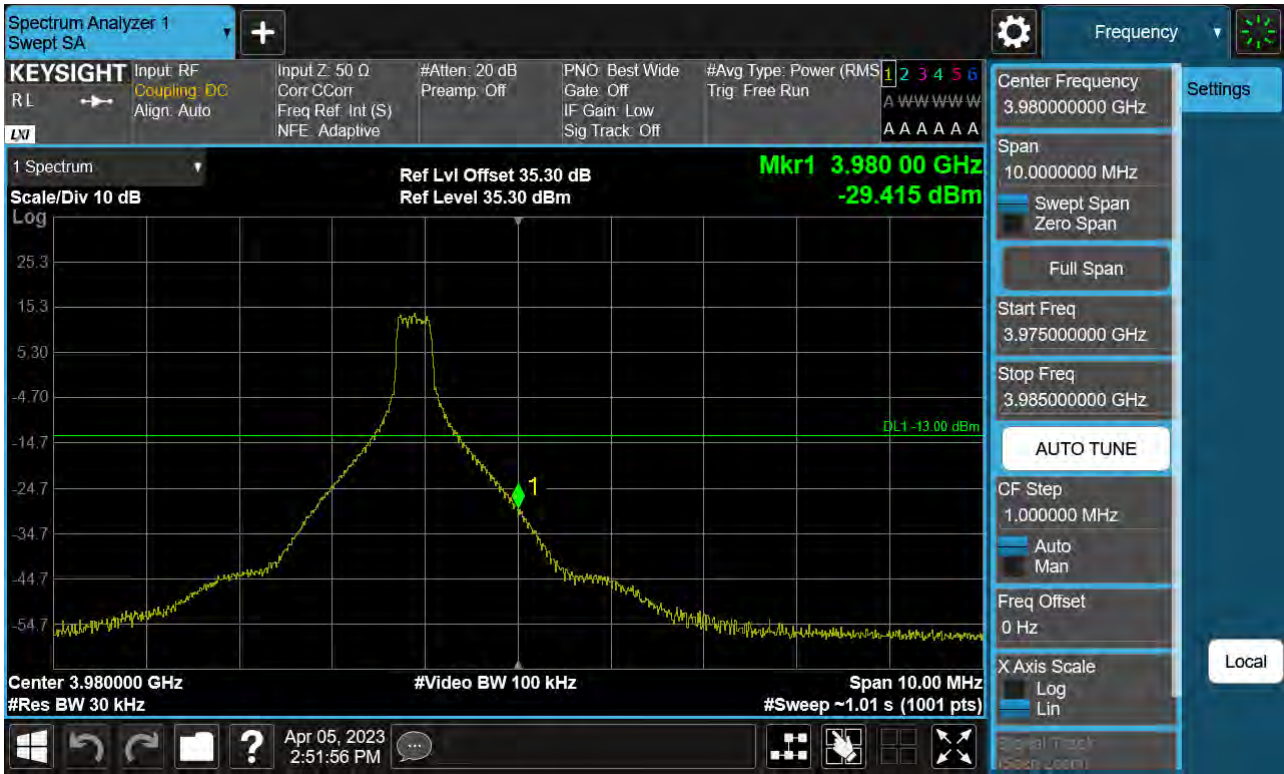 Spectrum Analyzer 1
Swept SA
+
Frequency
KEYSIGHT
RL
LXI
Input: RF
Coupling: DC
Align: Auto
Input Z: 50 Ω
Corr CCorr
Freq Ref: Int (S)
NFE: Adaptive
#Atten: 20 dB
Preamp: Off
PNO: Best Wide
Gate: Off
IF Gain: Low
Sig Track: Off
#Avg Type: Power (RMS
Trig: Free Run
1 2 3 4 5 6
A W W W W W
A A A A A A
1 Spectrum
Scale/Div 10 dB
Log
Ref Lvl Offset 35.30 dB
Ref Level 35.30 dBm
Mkr1 3.980 00 GHz
-29.415 dBm
25.3
15.3
5.30
-4.70
-14.7
-24.7
-34.7
-44.7
-54.7
DL1 -13.00 dBm
1
Center 3.980000 GHz
#Res BW 30 kHz
#Video BW 100 kHz
Span 10.00 MHz
#Sweep ~1.01 s (1001 pts)
Center Frequency
3.980000000 GHz
Settings
Span
10.0000000 MHz
Swept Span
Zero Span
Full Span
Start Freq
3.975000000 GHz
Stop Freq
3.985000000 GHz
AUTO TUNE
CF Step
1.000000 MHz
Auto
Man
Freq Offset
0 Hz
X Axis Scale
Log
Lin
Signal Track
(Span Zoom)
Local
?
Apr 05, 2023
2:51:56 PM